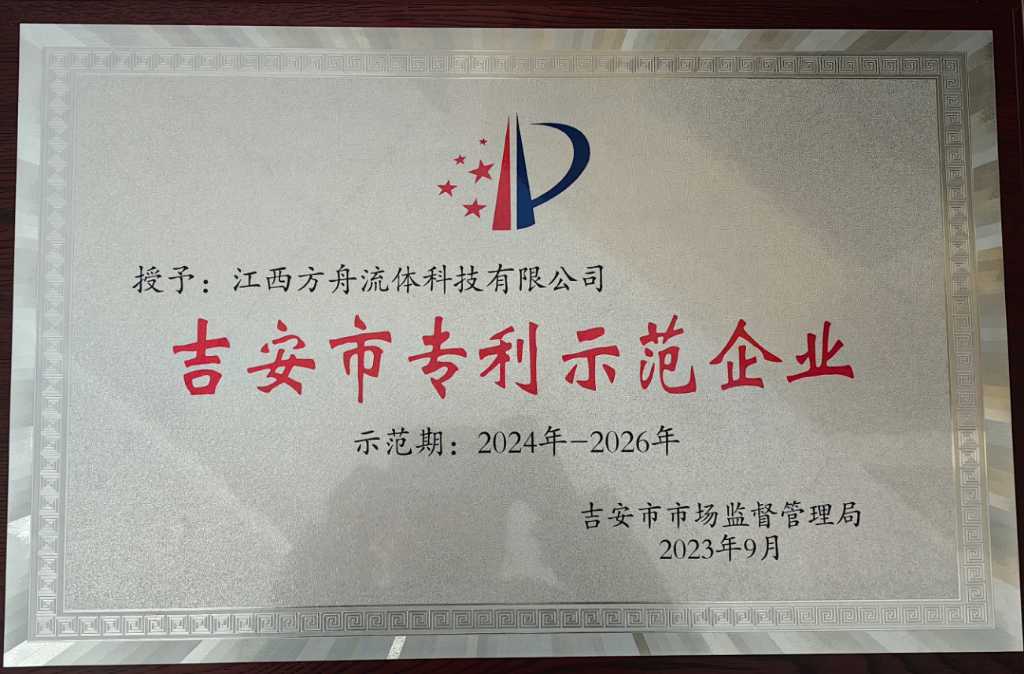 授予：江西方舟流体科技有限公司
吉安市专利示范企业
示范期：2024年-2026年
吉安市市场监督管理局
2023年9月